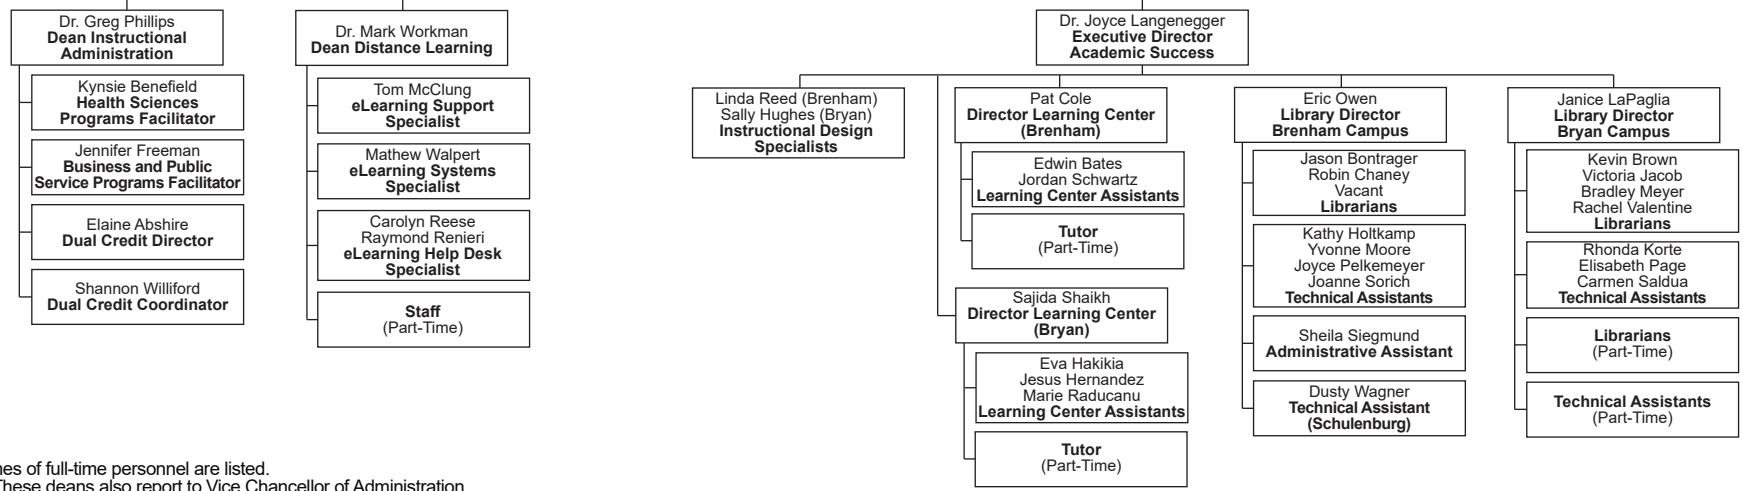 Dr. Greg Phillips
Dean Instructional
Administration
Kynsie Benefield
Health Sciences
Programs Facilitator
Jennifer Freeman
Business and Public
Service Programs Facilitator
Elaine Abshire
Dual Credit Director
Shannon Williford
Dual Credit Coordinator
Dr. Mark Workman
Dean Distance Learning
Tom McClung
eLearning Support
Specialist
Mathew Walpert
eLearning Systems
Specialist
Carolyn Reese
Raymond Renieri
eLearning Help Desk
Specialist
Staff
(Part-Time)
Dr. Joyce Langenegger
Executive Director
Academic Success
Linda Reed (Brenham)
Sally Hughes (Bryan)
Instructional Design
Specialists
Pat Cole
Director Learning Center
(Brenham)
Edwin Bates
Jordan Schwartz
Learning Center Assistants
Tutor
(Part-Time)
Sajida Shaikh
Director Learning Center
(Bryan)
Eva Hakikia
Jesus Hernandez
Marie Raducanu
Learning Center Assistants
Tutor
(Part-Time)
Eric Owen
Library Director
Brenham Campus
Jason Bontrager
Robin Chaney
Vacant
Librarians
Kathy Holtkamp
Yvonne Moore
Joyce Pelkemeyer
Joanne Sorich
Technical Assistants
Sheila Siegmund
Administrative Assistant
Dusty Wagner
Technical Assistant
(Schulenburg)
Janice LaPaglia
Library Director
Bryan Campus
Kevin Brown
Victoria Jacob
Bradley Meyer
Rachel Valentine
Librarians
Rhonda Korte
Elisabeth Page
Carmen Saldua
Technical Assistants
Librarians
(Part-Time)
Technical Assistants
(Part-Time)
of full-time personnel are listed.
These deans also report to Vice Chancellor of Administration